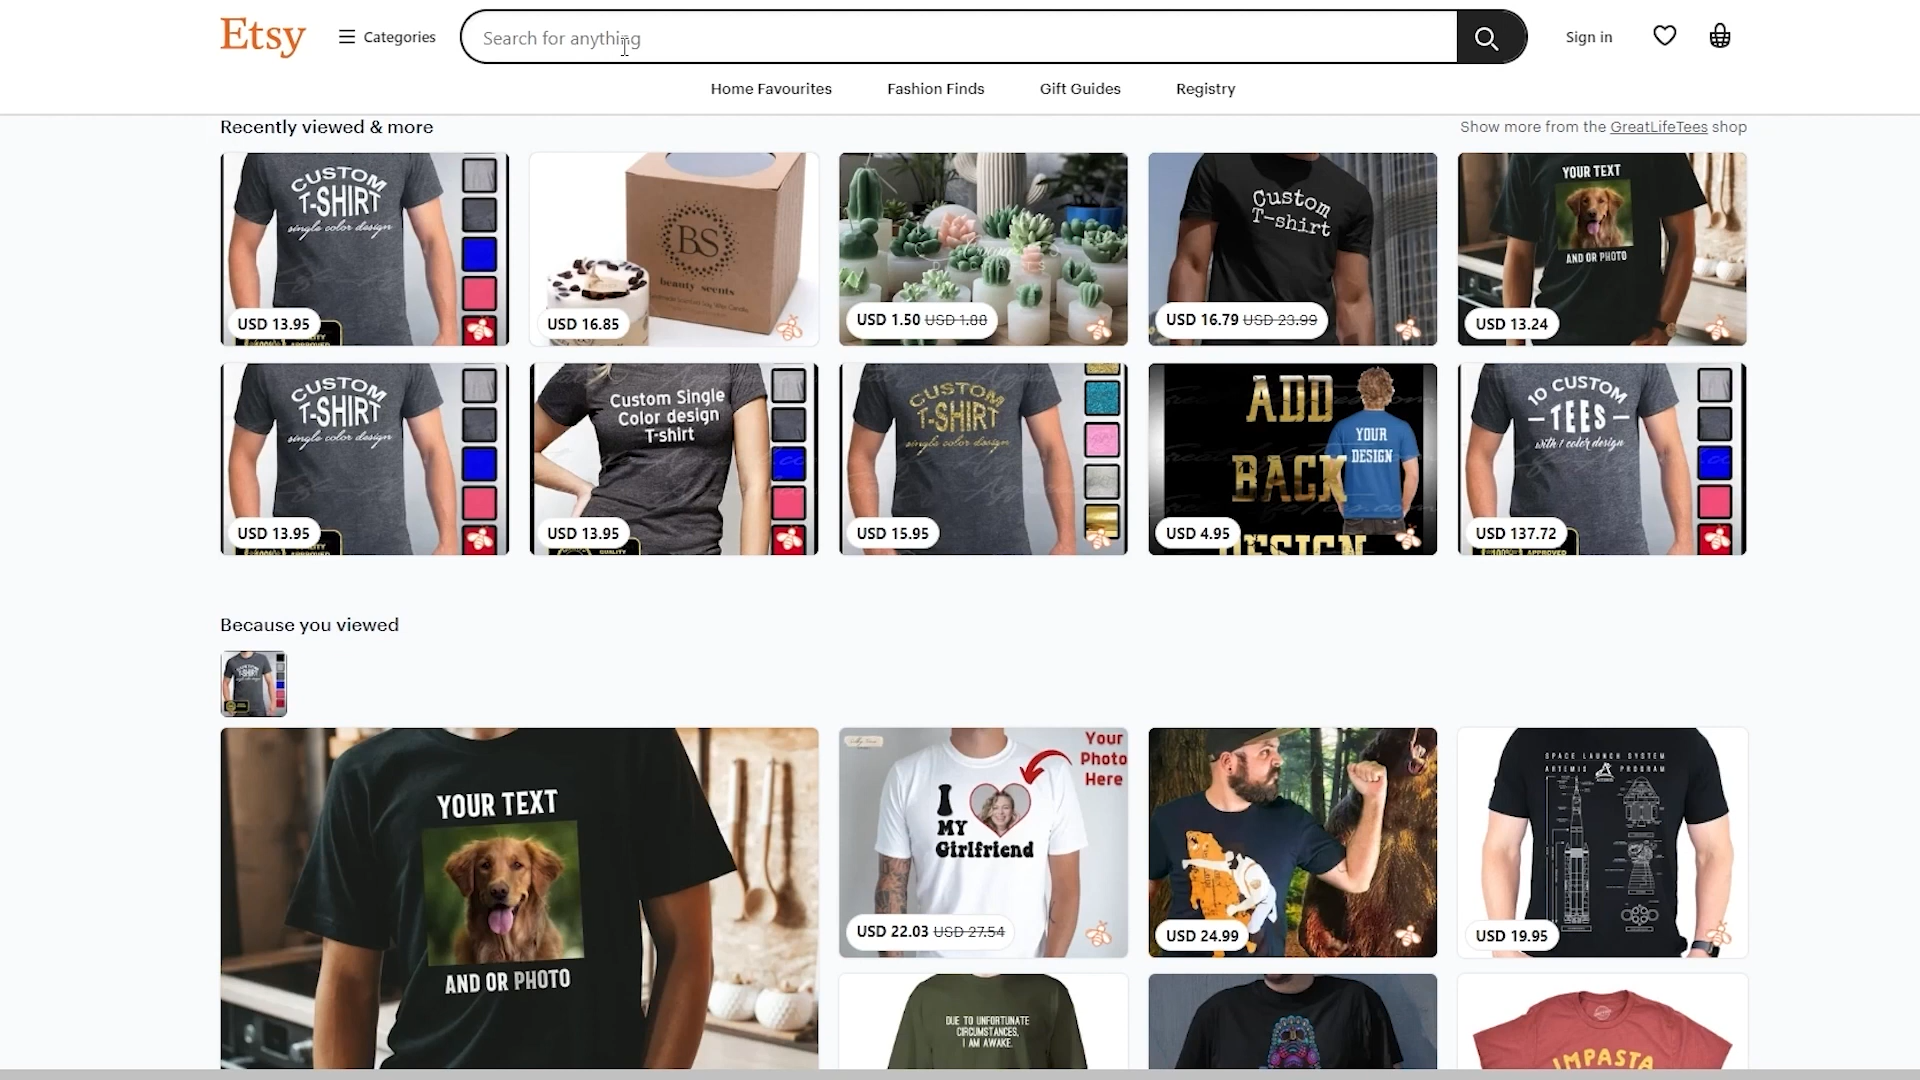 Etsy
Categories
Search for anything
Sign in
Home Favourites
Fashion Finds
Gift Guides
Registry
Recently viewed & more
Show more from the GreatLifeTees shop
CUSTOM
T-SHIRT
single color design
USD 13.95
BS
beauty scents
USD 16.85
USD 1.50 USD 1.88
Custom
T-shirt
USD 16.79 USD 23.99
YOUR TEXT
AND OR PHOTO
USD 13.24
CUSTOM
T-SHIRT
single color design
USD 13.95
Custom Single
Color design
T-shirt
USD 13.95
CUSTOM
T-SHIRT
single color design
USD 15.95
ADD
BACK
DESIGN
YOUR
DESIGN
USD 4.95
10 CUSTOM
-TEES-
with 1 color design
USD 137.72
Because you viewed
YOUR TEXT
AND OR PHOTO
Your
Photo
Here
I
MY
Girlfriend
USD 22.03 USD 27.54
USD 24.99
SPACE LAUNCH SYSTEM
ARTEMIS PROGRAM
USD 19.95
DUE TO UNFORTUNATE
CIRCUMSTANCES,
I AM AWAKE.
IMPASTA